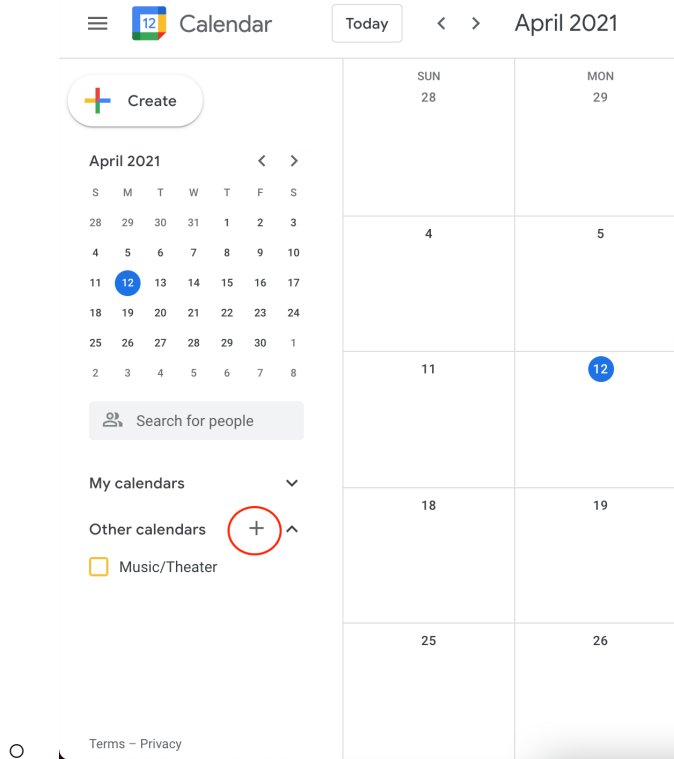 12 Calendar Today April 2021
Create
April 2021
S M T W T F S
28 29 30 31 1 2 3
4 5 6 7 8 9 10
11 12 13 14 15 16 17
18 19 20 21 22 23 24
25 26 27 28 29 30 1
2 3 4 5 6 7 8
Search for people
My calendars
Other calendars
Music/Theater
Terms – Privacy
SUN MON
28 29
4 5
11 12
18 19
25 26